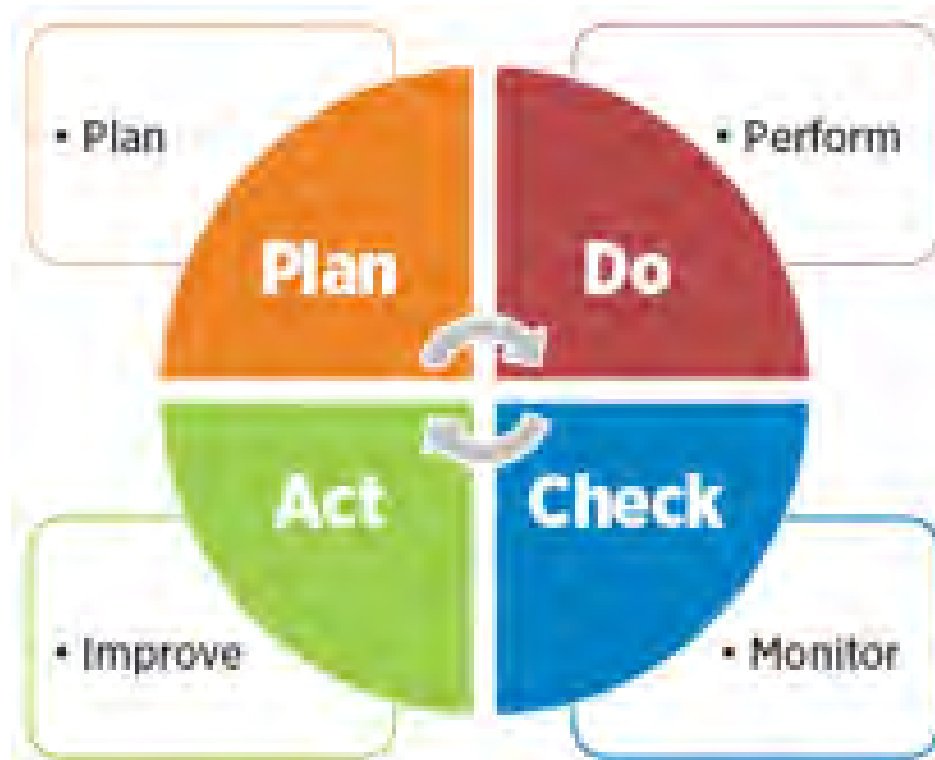 • Plan
• Perform
Plan
Do
Act
Check
• Improve
• Monitor